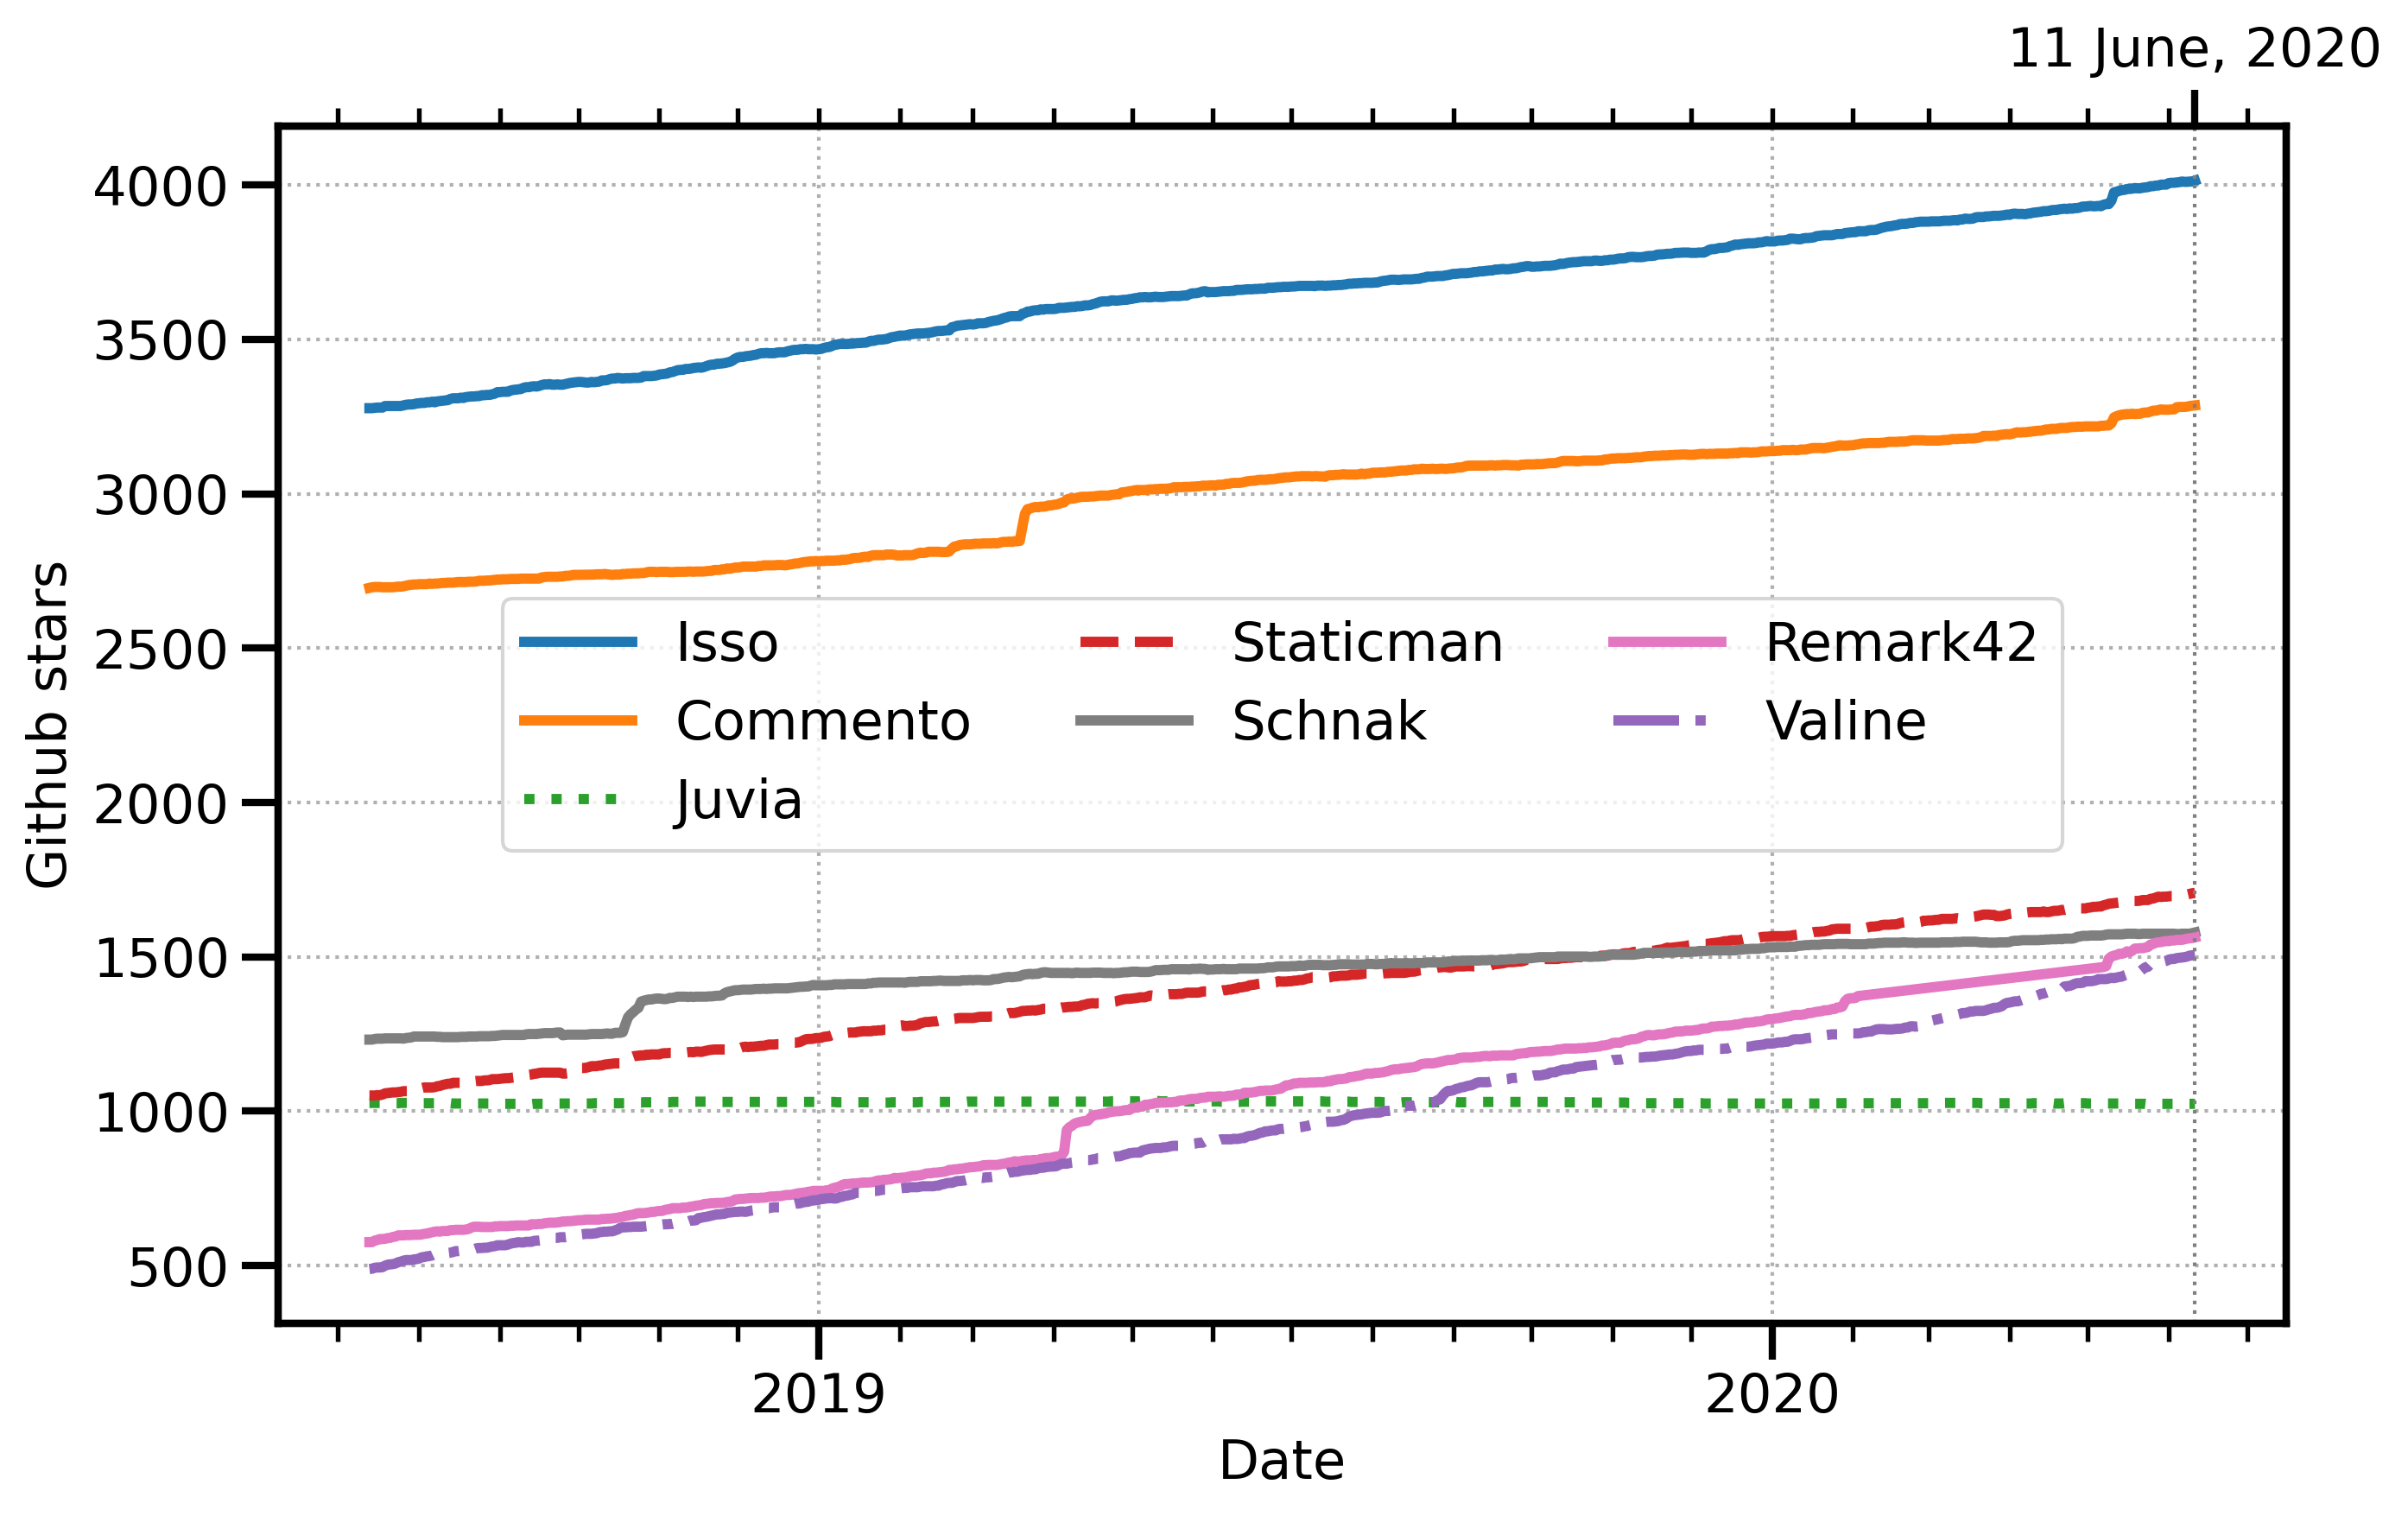 11 June, 2020
4000
3500
3000
2500
2000
1500
1000
500
Github stars
Isso
Commento
Juvia
Staticman
Schnak
Remark42
Valine
2019
2020
Date